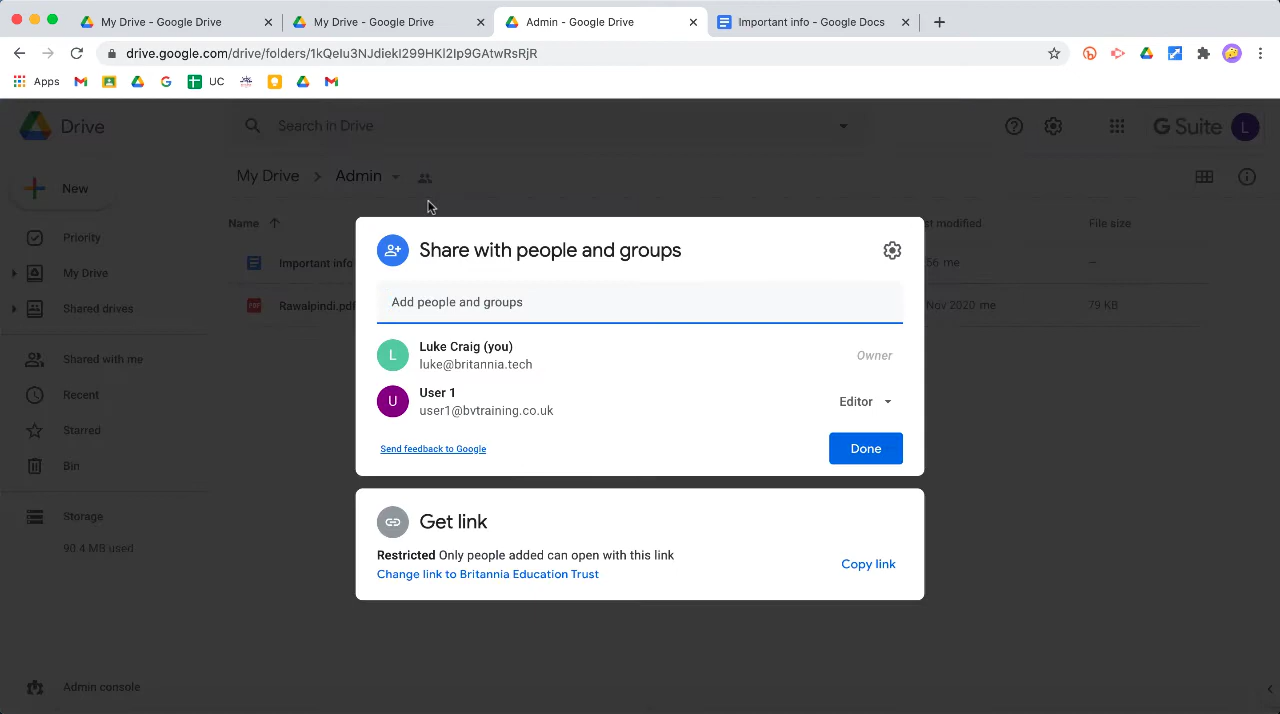 My Drive - Google Drive
My Drive - Google Drive
Admin - Google Drive
Important info - Google Docs
drive.google.com/drive/folders/1kQeIu3NJdiekl299HKl2Ip9GAtwRsRjR
Apps
UC
Drive
Search in Drive
G Suite
L
New
My Drive
Admin
Priority
My Drive
Shared drives
Shared with me
Recent
Starred
Bin
Storage
90.4 MB used
Admin console
Name
st modified
File size
Important info
56 me
–
PDF
Rawalpindi.pdf
Nov 2020 me
79 KB
Share with people and groups
Add people and groups
L
Luke Craig (you)
luke@britannia.tech
Owner
U
User 1
user1@bvtraining.co.uk
Editor
Send feedback to Google
Done
Get link
Restricted Only people added can open with this link
Change link to Britannia Education Trust
Copy link